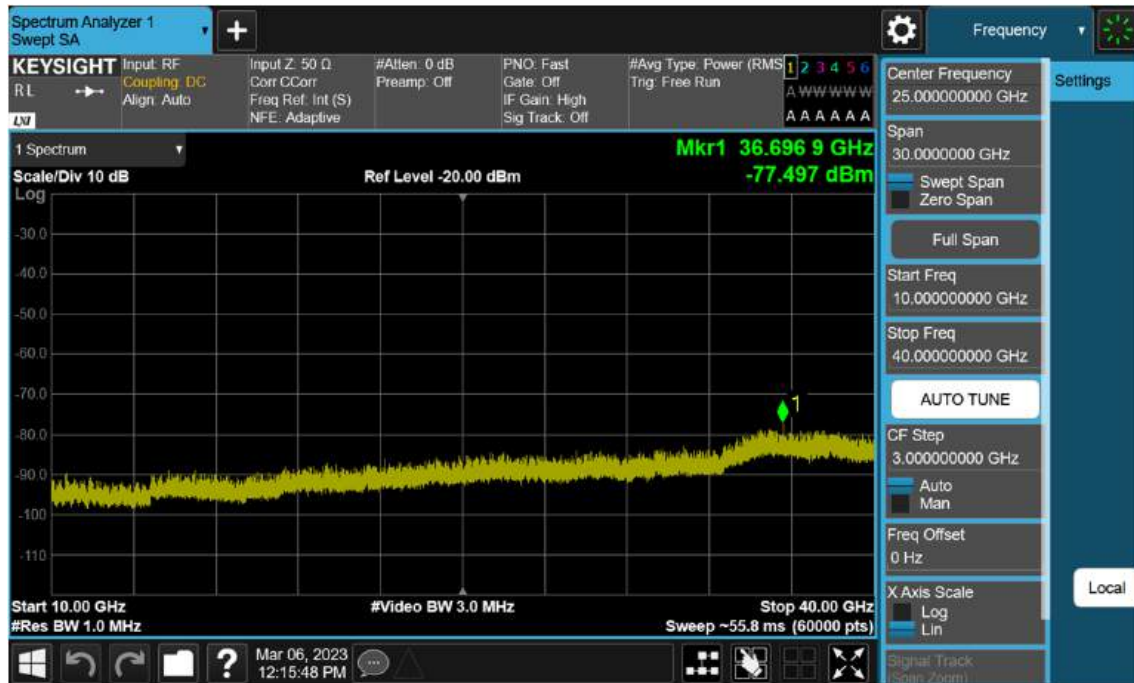 Spectrum Analyzer 1
Swept SA
Frequency
KEYSIGHT
RL
LXI
Input: RF
Coupling: DC
Align: Auto
Input Z: 50 Ω
Corr CCorr
Freq Ref: Int (S)
NFE: Adaptive
#Atten: 0 dB
Preamp: Off
PNO: Fast
Gate: Off
IF Gain: High
Sig Track: Off
#Avg Type: Power (RMS
Trig: Free Run
1 2 3 4 5 6
A W W W W W
A A A A A A
Center Frequency
25.000000000 GHz
Settings
1 Spectrum
Mkr1 36.696 9 GHz
Scale/Div 10 dB
Ref Level -20.00 dBm
-77.497 dBm
Log
-30.0
-40.0
-50.0
-60.0
-70.0
-80.0
-90.0
-100
-110
1
Start 10.00 GHz
#Video BW 3.0 MHz
Stop 40.00 GHz
#Res BW 1.0 MHz
Sweep ~55.8 ms (60000 pts)
Span
30.0000000 GHz
Swept Span
Zero Span
Full Span
Start Freq
10.000000000 GHz
Stop Freq
40.000000000 GHz
AUTO TUNE
CF Step
3.000000000 GHz
Auto
Man
Freq Offset
0 Hz
X Axis Scale
Log
Lin
Local
Signal Track
(Span Zoom)
?
Mar 06, 2023
12:15:48 PM